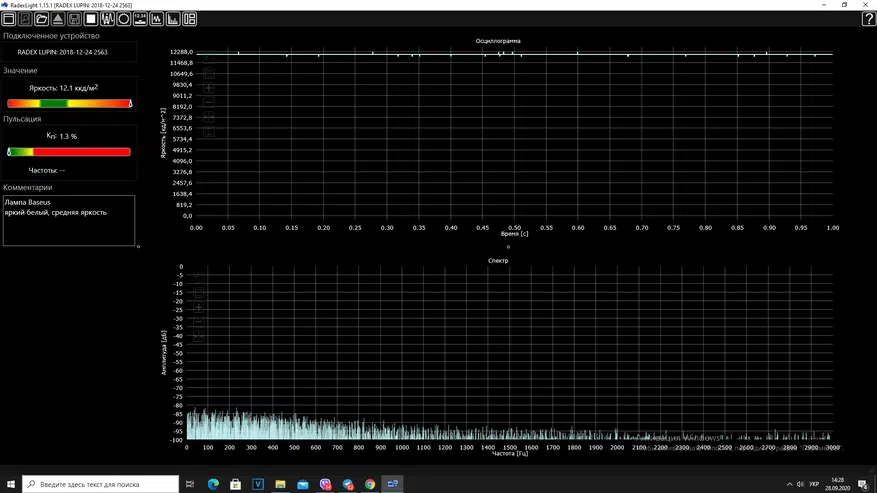 RadexLight 1.15.1 [RADEX LUPIN: 2018-12-24 2563]
12.34
?
Подключенное устройство
RADEX LUPIN: 2018-12-24 2563
Значение
Яркость: 12.1 ккд/м2
Пульсация
Kп: 1.3 %
Частоты: --
Комментарии
Лампа Baseus
яркий белый, средняя яркость
Осциллограмма
Яркость [кд/м^2]
12288,0
11468,8
10649,6
9830,4
9011,2
8192,0
7372,8
6553,6
5734,4
4915,2
4096,0
3276,8
2457,6
1638,4
819,2
0,0
0.00 0.05 0.10 0.15 0.20 0.25 0.30 0.35 0.40 0.45 0.50 0.55 0.60 0.65 0.70 0.75 0.80 0.85 0.90 0.95 1.00
Время [с]
Спектр
Амплитуда [дБ]
0
-5
-10
-15
-20
-25
-30
-35
-40
-45
-50
-55
-60
-65
-70
-75
-80
-85
-90
-95
-100
0 100 200 300 400 500 600 700 800 900 1000 1100 1200 1300 1400 1500 1600 1700 1800 1900 2000 2100 2200 2300 2400 2500 2600 2700 2800 2900 3000
Частота [Гц]
Windows
Введите здесь текст для поиска
УКР
14:28
28.09.2020